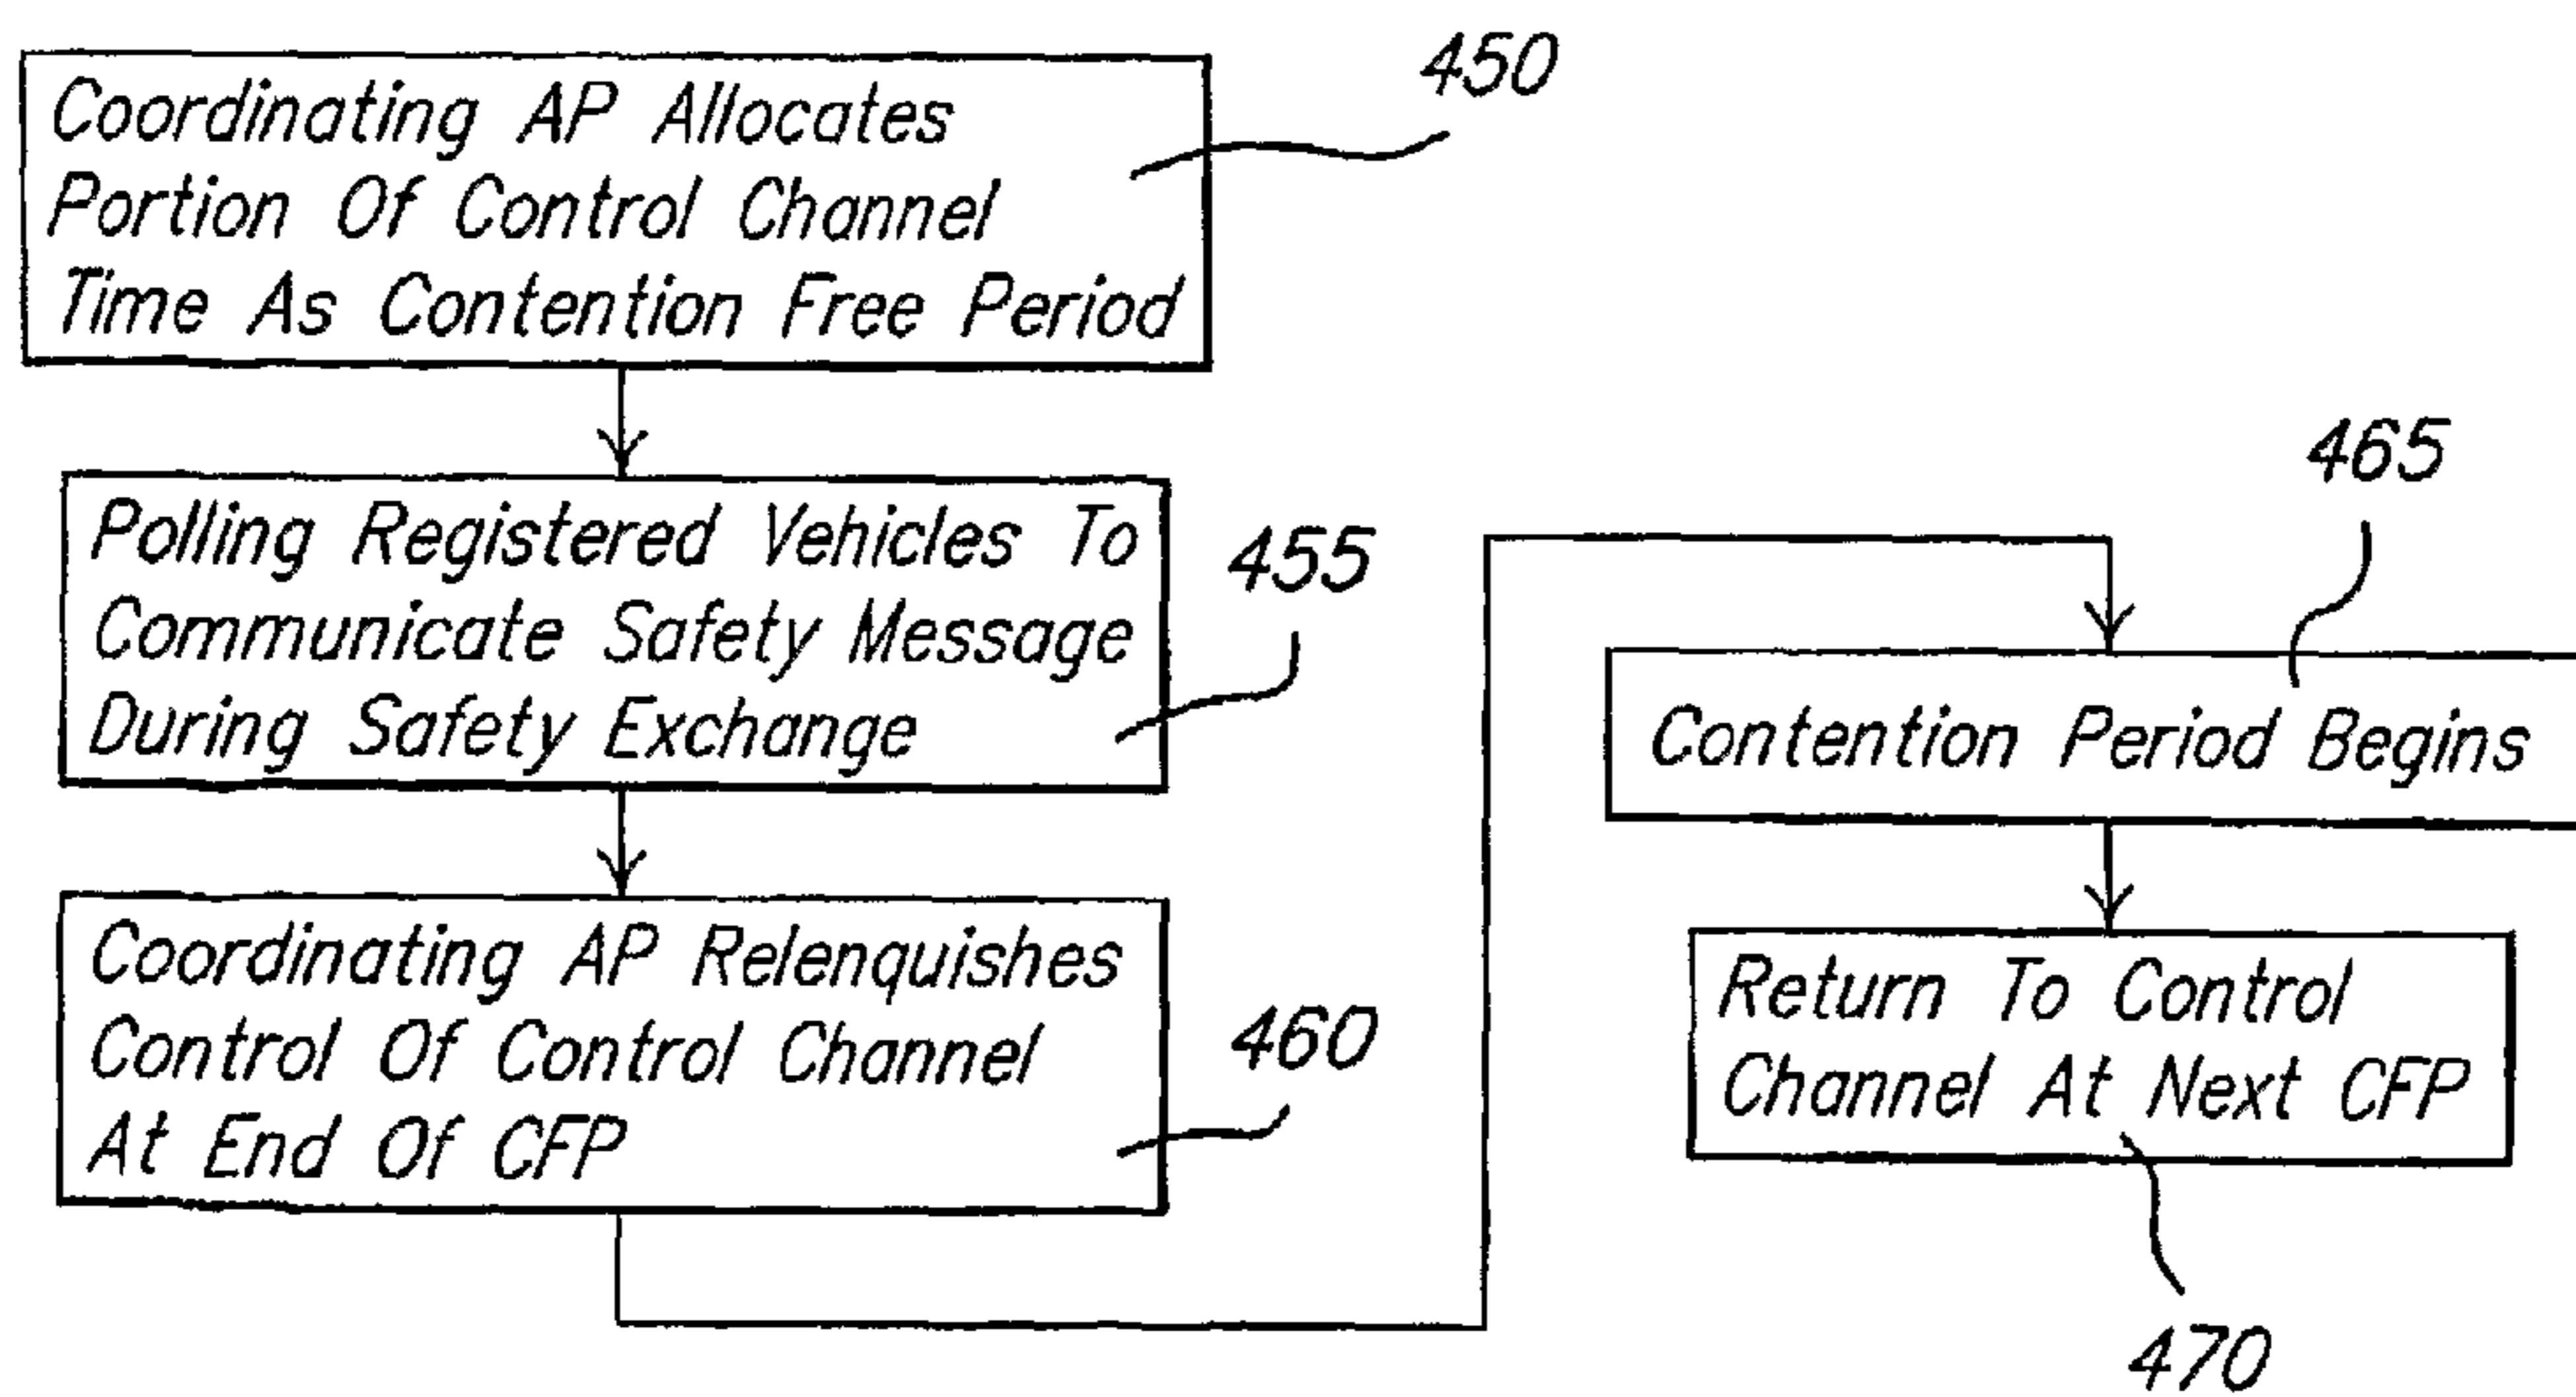 Coordinating AP Allocates
Portion Of Control Channel
Time As Contention Free Period
450
Polling Registered Vehicles To
Communicate Safety Message
During Safety Exchange
455
Coordinating AP Relenquishes
Control Of Control Channel
At End Of CFP
460
465
Contention Period Begins
Return To Control
Channel At Next CFP
470